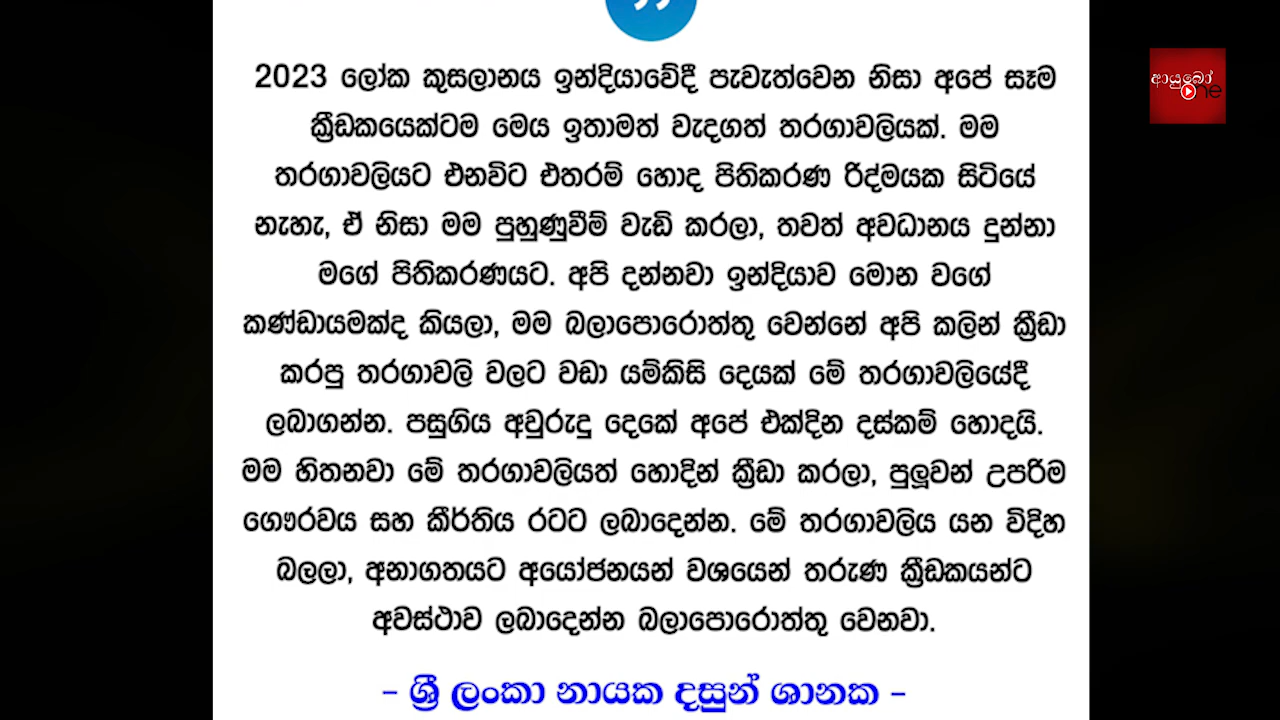 2023 ලෝක කුසලානය ඉන්දියාවේදී පැවැත්වෙන නිසා අපේ සෑම
ක්‍රීඩකයෙක්ටම මෙය ඉතාමත් වැදගත් තරගාවලියක්. මම
තරගාවලියට එනවිට එතරම් හොද පිතිකරණ රිද්මයක සිටියේ
නැහැ, ඒ නිසා මම පුහුණුවීම් වැඩි කරලා, තවත් අවධානය දුන්නා
මගේ පිතිකරණයට. අපි දන්නවා ඉන්දියාව මොන වගේ
කණ්ඩායමක්ද කියලා, මම බලාපොරොත්තු වෙන්නේ අපි කලින් ක්‍රීඩා
කරපු තරගාවලි වලට වඩා යම්කිසි දෙයක් මේ තරගාවලියේදී
ලබාගන්න. පසුගිය අවුරුදු දෙකේ අපේ එක්දින දස්කම් හොදයි.
මම හිතනවා මේ තරගාවලියත් හොදින් ක්‍රීඩා කරලා, පුලූවන් උපරිම
ගෞරවය සහ කීර්තිය රටට ලබාදෙන්න. මේ තරගාවලිය යන විදිහ
බලලා, අනාගතයට අයෝජනයන් වශයෙන් තරුණ ක්‍රීඩකයන්ට
අවස්ථාව ලබාදෙන්න බලාපොරොත්තු වෙනවා.
– ශ්‍රී ලංකා නායක දසුන් ශානක –
ආයුබෝ
one